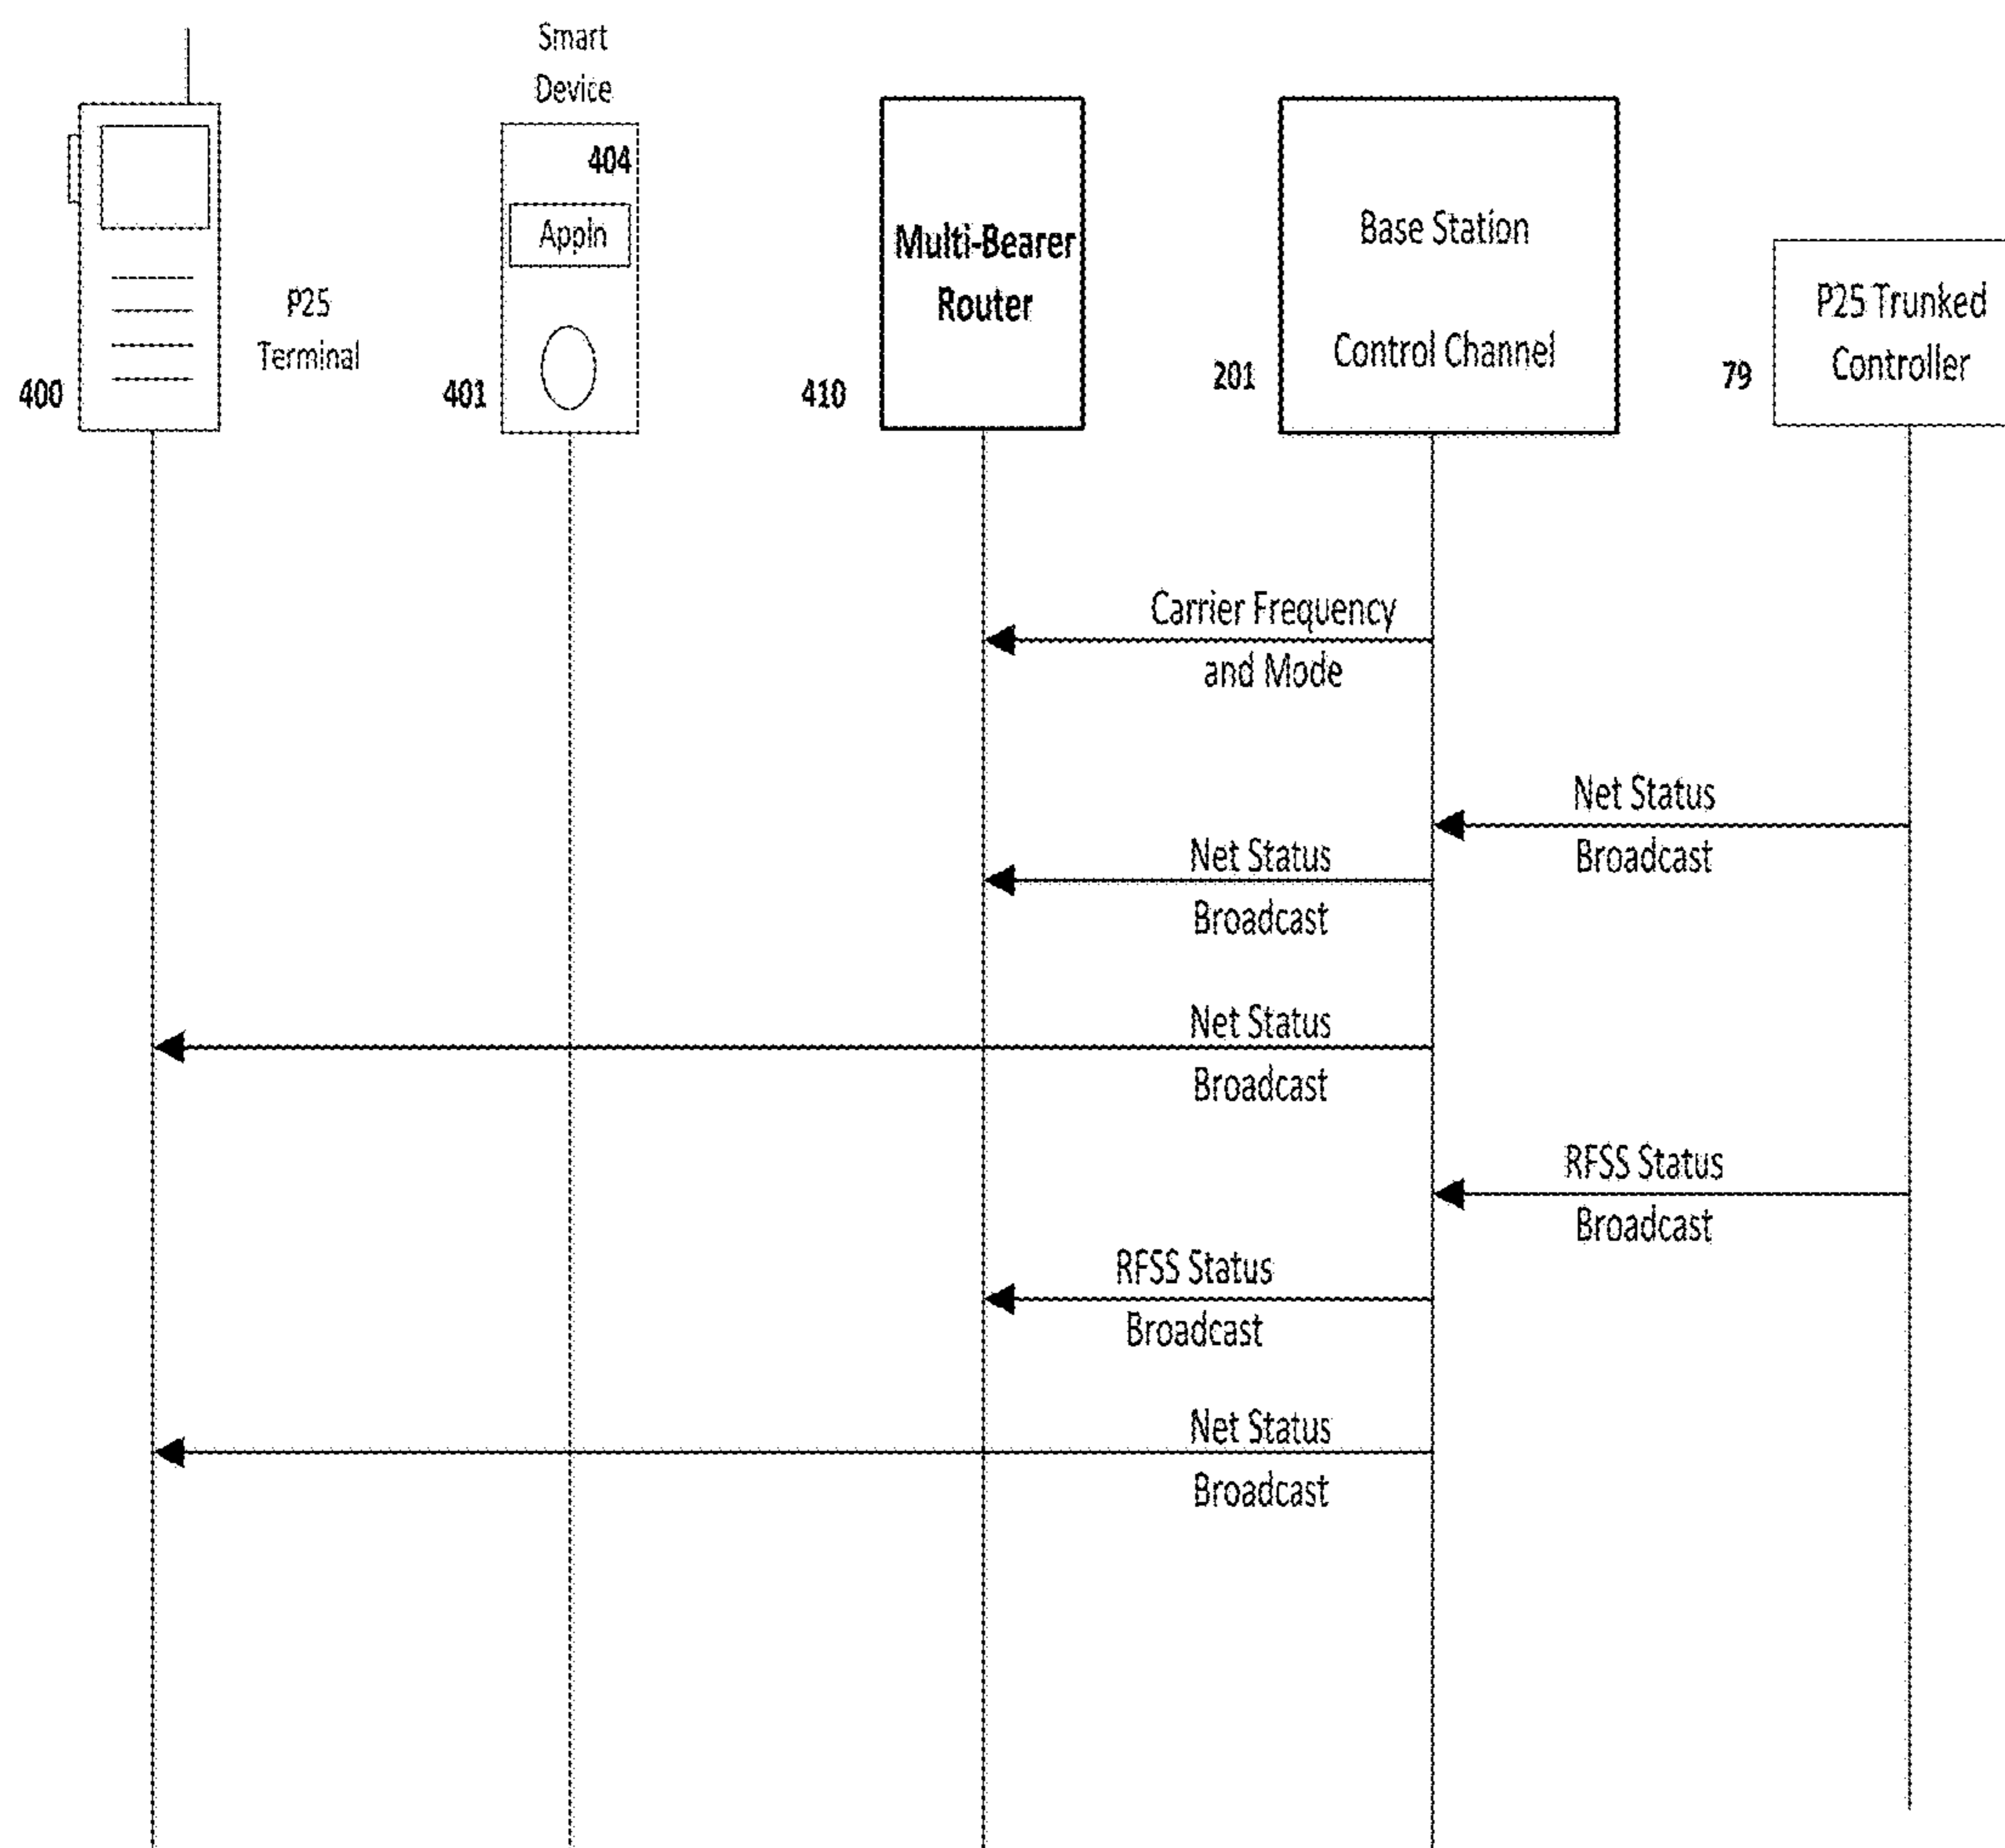 Smart
Device
404
Appln
Multi-Bearer
Router
Base Station
Control Channel
P25 Trunked
Controller
P25
Terminal
400
401
410
201
79
Carrier Frequency
and Mode
Net Status
Broadcast
Net Status
Broadcast
Net Status
Broadcast
RFSS Status
Broadcast
RFSS Status
Broadcast
Net Status
Broadcast